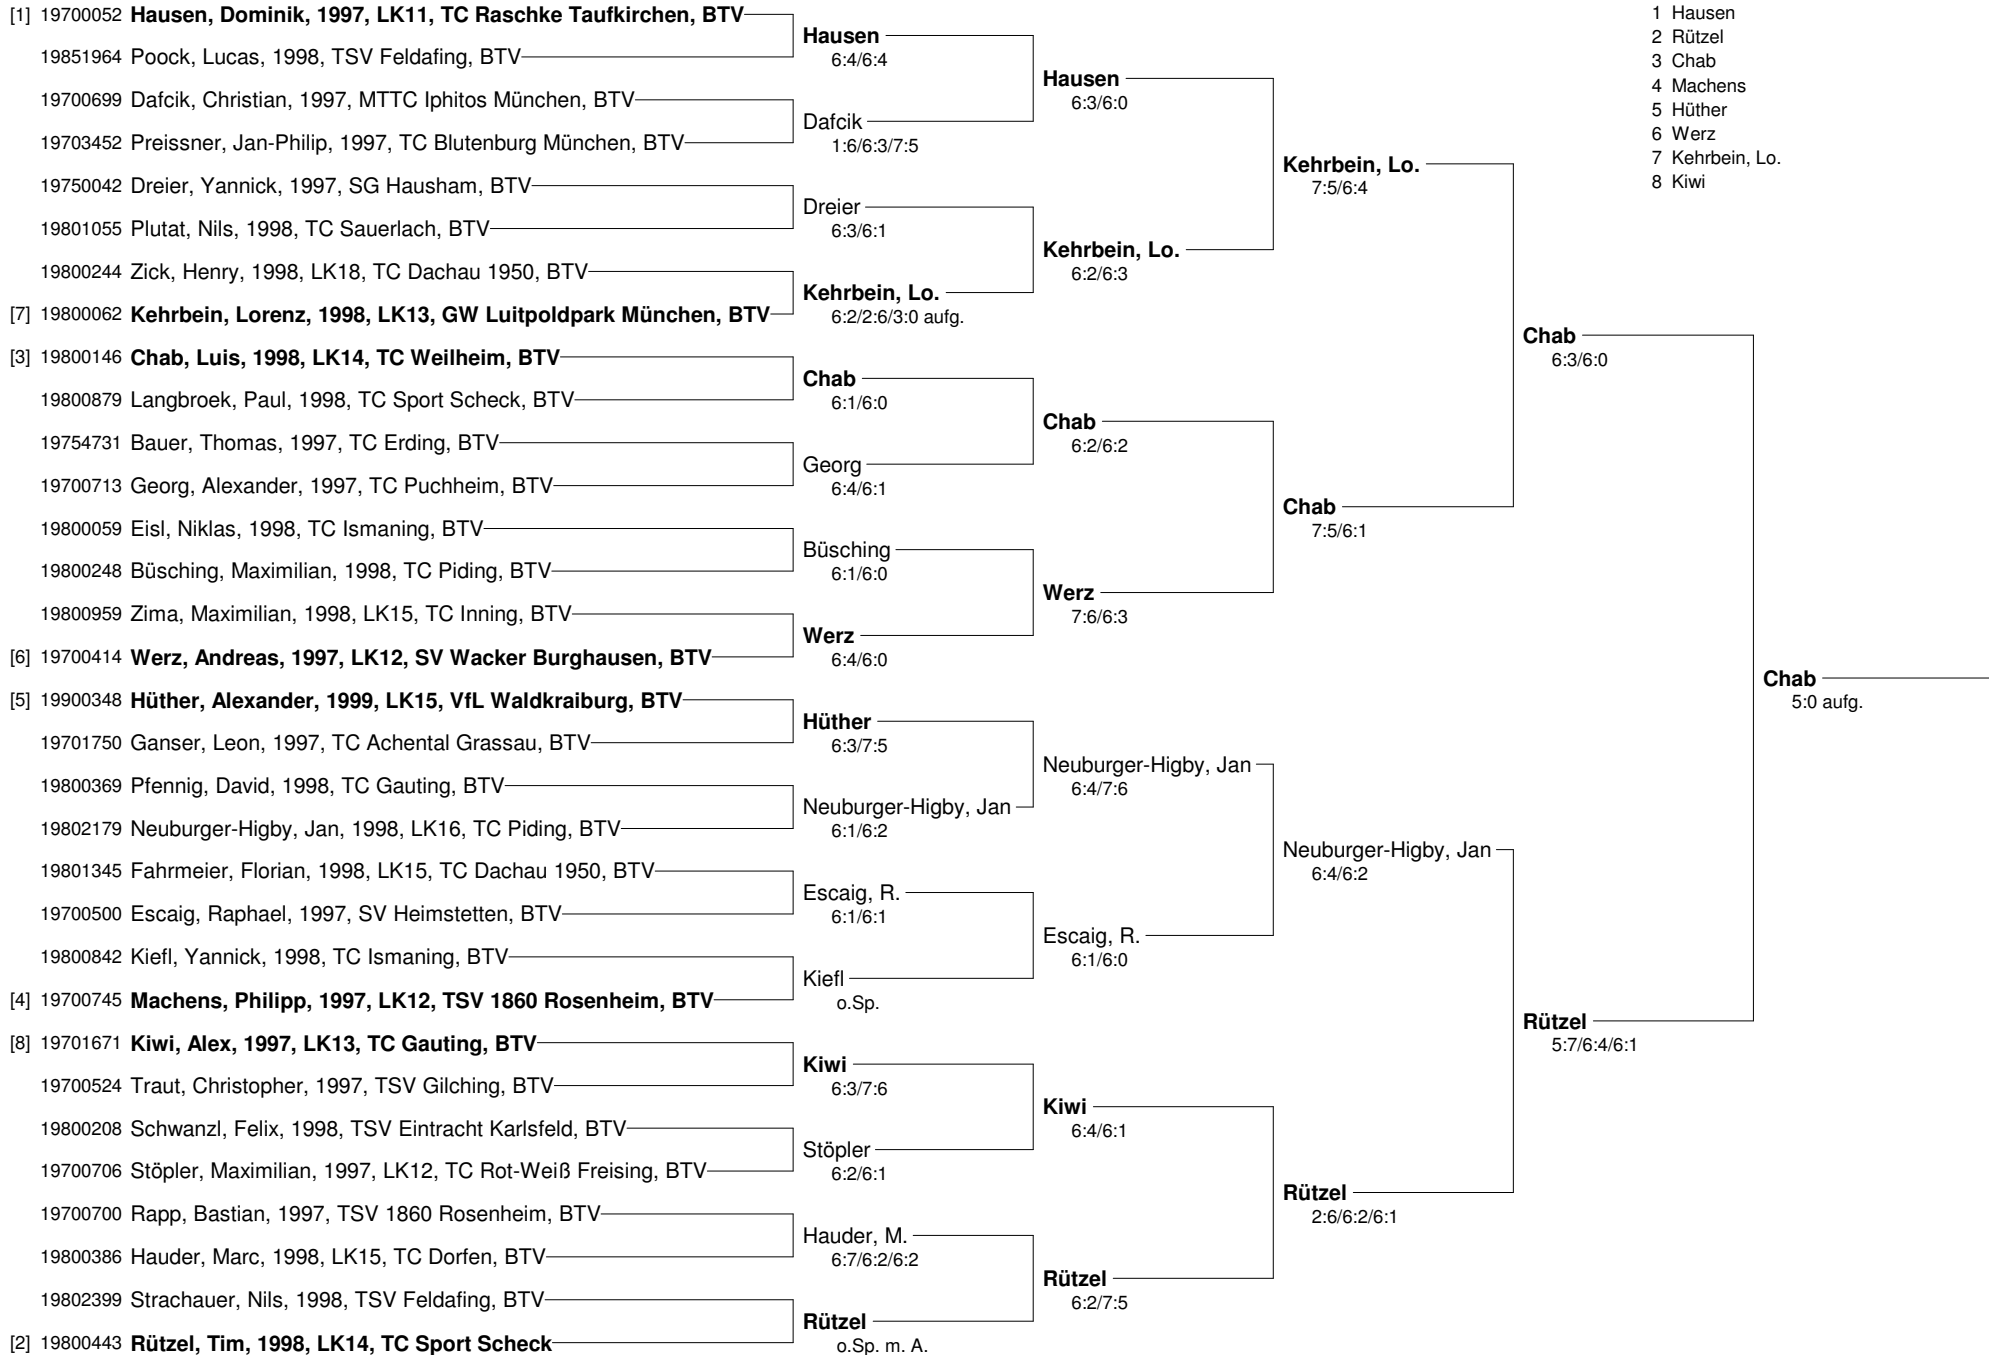 [1] 19700052 Hausen, Dominik, 1997, LK11, TC Raschke Taufkirchen, BTV
19851964 Poock, Lucas, 1998, TSV Feldafing, BTV
19700699 Dafcik, Christian, 1997, MTTC Iphitos München, BTV
19703452 Preissner, Jan-Philip, 1997, TC Blutenburg München, BTV
19750042 Dreier, Yannick, 1997, SG Hausham, BTV
19801055 Plutat, Nils, 1998, TC Sauerlach, BTV
19800244 Zick, Henry, 1998, LK18, TC Dachau 1950, BTV
[7] 19800062 Kehrbein, Lorenz, 1998, LK13, GW Luitpoldpark München, BTV
[3] 19800146 Chab, Luis, 1998, LK14, TC Weilheim, BTV
19800879 Langbroek, Paul, 1998, TC Sport Scheck, BTV
19754731 Bauer, Thomas, 1997, TC Erding, BTV
19700713 Georg, Alexander, 1997, TC Puchheim, BTV
19800059 Eisl, Niklas, 1998, TC Ismaning, BTV
19800248 Büsching, Maximilian, 1998, TC Piding, BTV
19800959 Zima, Maximilian, 1998, LK15, TC Inning, BTV
[6] 19700414 Werz, Andreas, 1997, LK12, SV Wacker Burghausen, BTV
[5] 19900348 Hüther, Alexander, 1999, LK15, VfL Waldkraiburg, BTV
19701750 Ganser, Leon, 1997, TC Achental Grassau, BTV
19800369 Pfennig, David, 1998, TC Gauting, BTV
19802179 Neuburger-Higby, Jan, 1998, LK16, TC Piding, BTV
19801345 Fahrmeier, Florian, 1998, LK15, TC Dachau 1950, BTV
19700500 Escaig, Raphael, 1997, SV Heimstetten, BTV
19800842 Kiefl, Yannick, 1998, TC Ismaning, BTV
[4] 19700745 Machens, Philipp, 1997, LK12, TSV 1860 Rosenheim, BTV
[8] 19701671 Kiwi, Alex, 1997, LK13, TC Gauting, BTV
19700524 Traut, Christopher, 1997, TSV Gilching, BTV
19800208 Schwanzl, Felix, 1998, TSV Eintracht Karlsfeld, BTV
19700706 Stöpler, Maximilian, 1997, LK12, TC Rot-Weiß Freising, BTV
19700700 Rapp, Bastian, 1997, TSV 1860 Rosenheim, BTV
19800386 Hauder, Marc, 1998, LK15, TC Dorfen, BTV
19802399 Strachauer, Nils, 1998, TSV Feldafing, BTV
[2] 19800443 Rützel, Tim, 1998, LK14, TC Sport Scheck
Hausen
6:4/6:4
Dafcik
1:6/6:3/7:5
Dreier
6:3/6:1
Kehrbein, Lo.
6:2/2:6/3:0 aufg.
Chab
6:1/6:0
Georg
6:4/6:1
Büsching
6:1/6:0
Werz
6:4/6:0
Hüther
6:3/7:5
Neuburger-Higby, Jan
6:1/6:2
Escaig, R.
6:1/6:1
Kiefl
o.Sp.
Kiwi
6:3/7:6
Stöpler
6:2/6:1
Hauder, M.
6:7/6:2/6:2
Rützel
o.Sp. m. A.
Hausen
6:3/6:0
Kehrbein, Lo.
6:2/6:3
Chab
6:2/6:2
Werz
7:6/6:3
Neuburger-Higby, Jan
6:4/7:6
Escaig, R.
6:1/6:0
Kiwi
6:4/6:1
Rützel
6:2/7:5
Kehrbein, Lo.
7:5/6:4
Chab
7:5/6:1
Neuburger-Higby, Jan
6:4/6:2
Rützel
2:6/6:2/6:1
Chab
6:3/6:0
Rützel
5:7/6:4/6:1
Chab
5:0 aufg.
1 Hausen
2 Rützel
3 Chab
4 Machens
5 Hüther
6 Werz
7 Kehrbein, Lo.
8 Kiwi